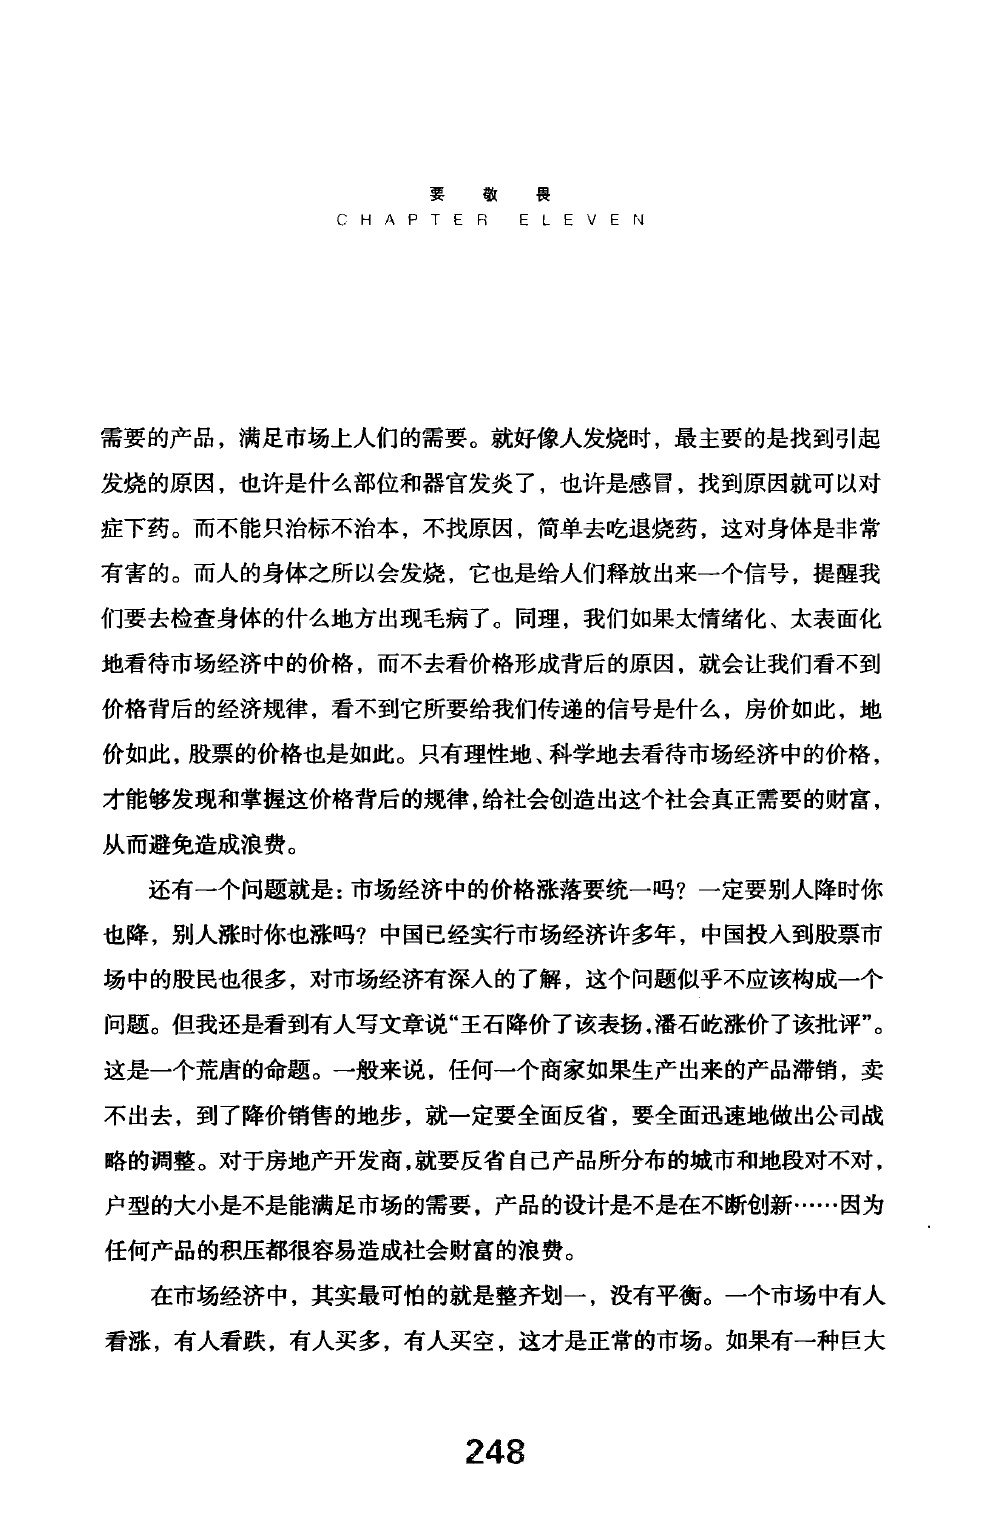 要敬畏
CHAPTER ELEVEN
需要的产品，满足市场上人们的需要。就好像人发烧时，最主要的是找到引起
发烧的原因，也许是什么部位和器官发炎了，也许是感冒，找到原因就可以对
症下药。而不能只治标不治本，不找原因，简单去吃退烧药，这对身体是非常
有害的。而人的身体之所以会发烧，它也是给人们释放出来一个信号，提醒我
们要去检查身体的什么地方出现毛病了。同理，我们如果太情绪化、太表面化
地看待市场经济中的价格，而不去看价格形成背后的原因，就会让我们看不到
价格背后的经济规律，看不到它所要给我们传递的信号是什么，房价如此，地
价如此，股票的价格也是如此。只有理性地、科学地去看待市场经济中的价格，
才能够发现和掌握这价格背后的规律，给社会创造出这个社会真正需要的财富，
从而避免造成浪费。
还有一个问题就是：市场经济中的价格涨落要统一吗？一定要别人降时你
也降，别人涨时你也涨吗？中国已经实行市场经济许多年，中国投入到股票市
场中的股民也很多，对市场经济有深入的了解，这个问题似乎不应该构成一个
问题。但我还是看到有人写文章说“王石降价了该表扬，潘石屹涨价了该批评”。
这是一个荒唐的命题。一般来说，任何一个商家如果生产出来的产品滞销，卖
不出去，到了降价销售的地步，就一定要全面反省，要全面迅速地做出公司战
略的调整。对于房地产开发商，就要反省自己产品所分布的城市和地段对不对，
户型的大小是不是能满足市场的需要，产品的设计是不是在不断创新……因为
任何产品的积压都很容易造成社会财富的浪费。
在市场经济中，其实最可怕的就是整齐划一，没有平衡。一个市场中有人
看涨，有人看跌，有人买多，有人买空，这才是正常的市场。如果有一种巨大
248